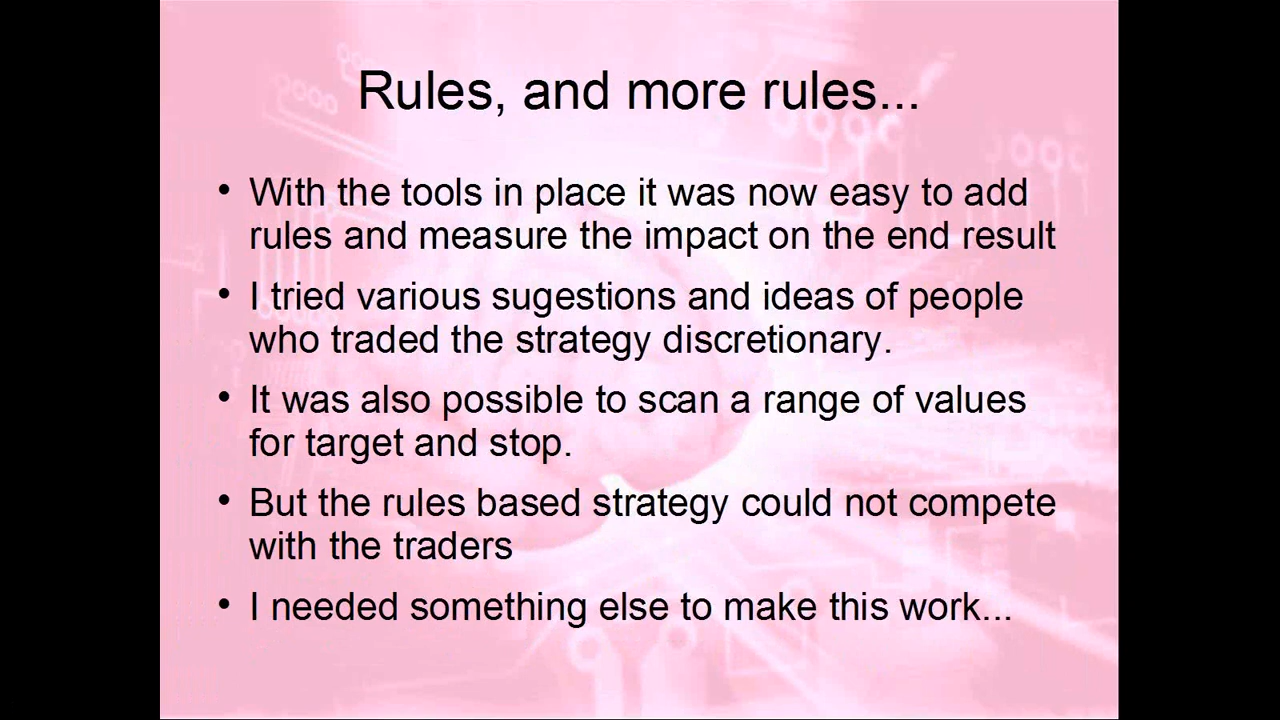 Rules, and more rules...
• With the tools in place it was now easy to add
rules and measure the impact on the end result
• I tried various sugestions and ideas of people
who traded the strategy discretionary.
• It was also possible to scan a range of values
for target and stop.
• But the rules based strategy could not compete
with the traders
• I needed something else to make this work...